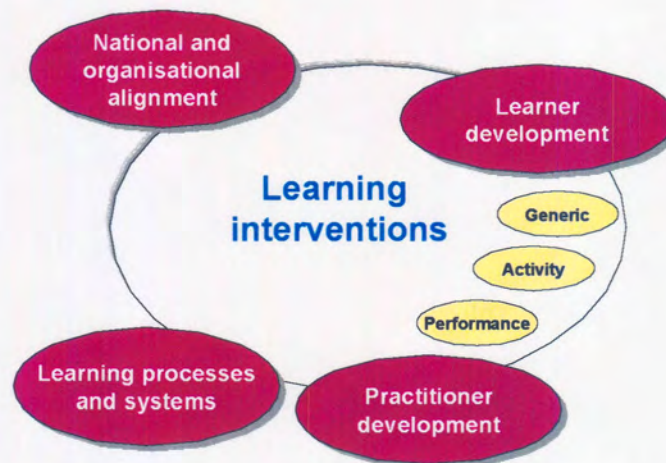 National and
organisational
alignment
Learner
development
Learning
interventions
Generic
Activity
Performance
Learning processes
and systems
Practitioner
development